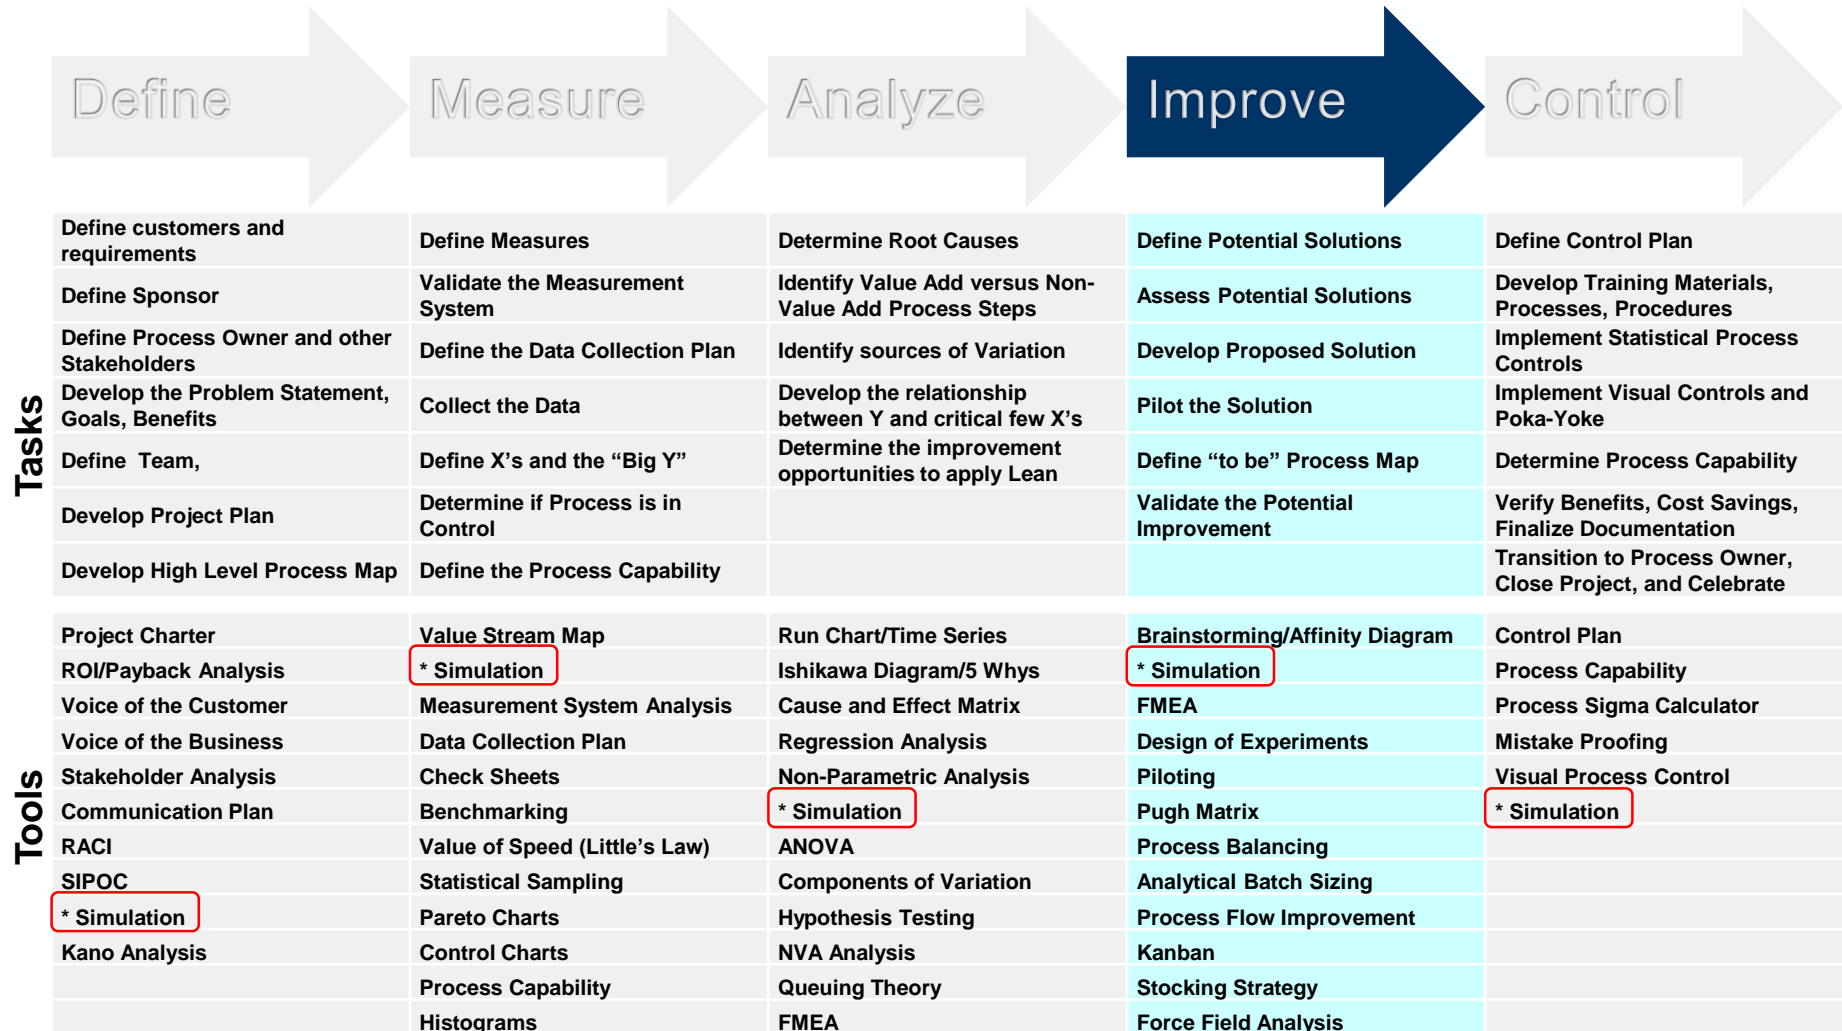 Define Measure Analyze Improve Control
Tasks
Define customers and
requirements
Define Measures
Determine Root Causes
Define Potential Solutions
Define Control Plan
Define Sponsor
Validate the Measurement
System
Identify Value Add versus Non-
Value Add Process Steps
Assess Potential Solutions
Develop Training Materials,
Processes, Procedures
Define Process Owner and other
Stakeholders
Define the Data Collection Plan
Identify sources of Variation
Develop Proposed Solution
Implement Statistical Process
Controls
Develop the Problem Statement,
Goals, Benefits
Collect the Data
Develop the relationship
between Y and critical few X’s
Pilot the Solution
Implement Visual Controls and
Poka-Yoke
Define  Team,
Define X’s and the “Big Y”
Determine the improvement
opportunities to apply Lean
Define “to be” Process Map
Determine Process Capability
Develop Project Plan
Determine if Process is in
Control
Validate the Potential
Improvement
Verify Benefits, Cost Savings,
Finalize Documentation
Develop High Level Process Map
Define the Process Capability
Transition to Process Owner,
Close Project, and Celebrate
Tools
Project Charter
Value Stream Map
Run Chart/Time Series
Brainstorming/Affinity Diagram
Control Plan
ROI/Payback Analysis
* Simulation
Ishikawa Diagram/5 Whys
* Simulation
Process Capability
Voice of the Customer
Measurement System Analysis
Cause and Effect Matrix
FMEA
Process Sigma Calculator
Voice of the Business
Data Collection Plan
Regression Analysis
Design of Experiments
Mistake Proofing
Stakeholder Analysis
Check Sheets
Non-Parametric Analysis
Piloting
Visual Process Control
Communication Plan
Benchmarking
* Simulation
Pugh Matrix
* Simulation
RACI
Value of Speed (Little’s Law)
ANOVA
Process Balancing
SIPOC
Statistical Sampling
Components of Variation
Analytical Batch Sizing
* Simulation
Pareto Charts
Hypothesis Testing
Process Flow Improvement
Kano Analysis
Control Charts
NVA Analysis
Kanban
Process Capability
Queuing Theory
Stocking Strategy
Histograms
FMEA
Force Field Analysis